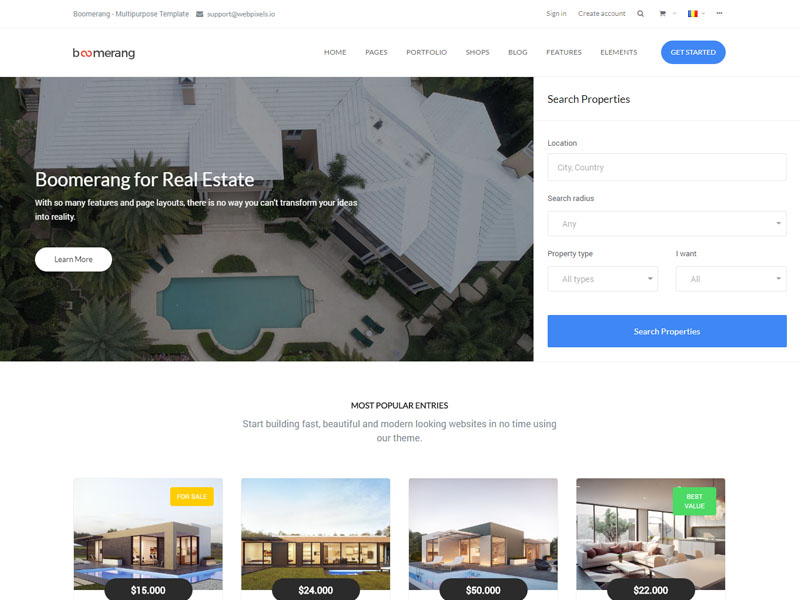 Boomerang - Multipurpose Template support@webpixels.io
Sign in Create account
boomerang
HOME PAGES PORTFOLIO SHOPS BLOG FEATURES ELEMENTS GET STARTED
Boomerang for Real Estate
With so many features and page layouts, there is no way you can't transform your ideas
into reality.
Learn More
Search Properties
Location
City, Country
Search radius
Any
Property type I want
All types All
Search Properties
MOST POPULAR ENTRIES
Start building fast, beautiful and modern looking websites in no time using
our theme.
FOR SALE
BEST
VALUE
$15.000 $24.000 $50.000 $22.000